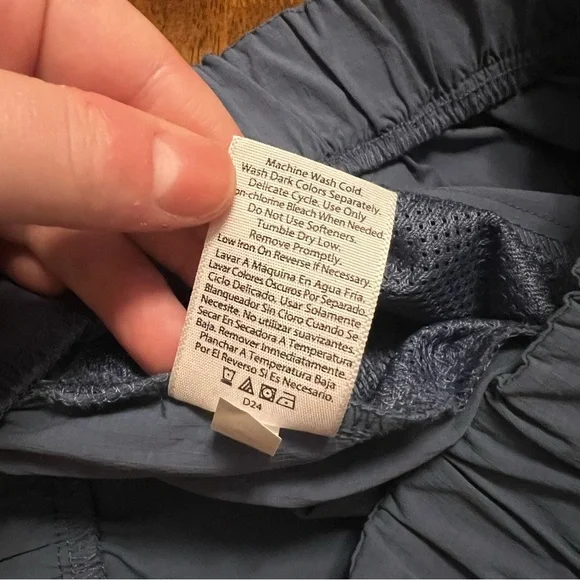 Machine Wash Cold.
Wash Dark Colors Separately.
Delicate Cycle. Use Only
on-chlorine Bleach When Needed.
Do Not Use Softeners.
Tumble Dry Low.
Remove Promptly.
Low Iron On Reverse If Necessary.
Lavar A Máquina En Agua Fria.
Lavar Colores Oscuros Por Separado.
Ciclo Delicado, Usar Solamente
Blanqueador Sin Cloro Cuando Se
Necesite. No utilizar suavizantes
Secar En Secadora A Temperatura
Baja. Remover Inmediatamente.
Planchar A Temperatura Baja
Por El Reverso Si Es Necesario.
D24